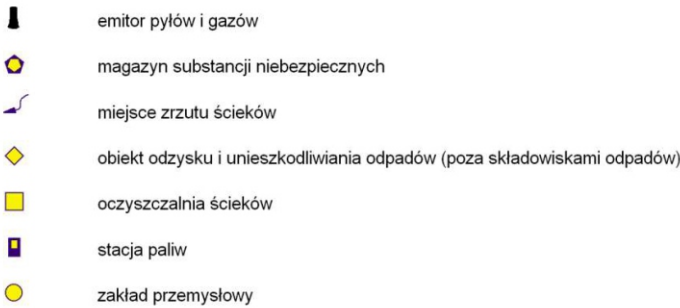 emitor pyłów i gazów
magazyn substancji niebezpiecznych
miejsce zrzutu ścieków
obiekt odzysku i unieszkodliwiania odpadów (poza składowiskami odpadów)
oczyszczalnia ścieków
stacja paliw
zakład przemysłowy